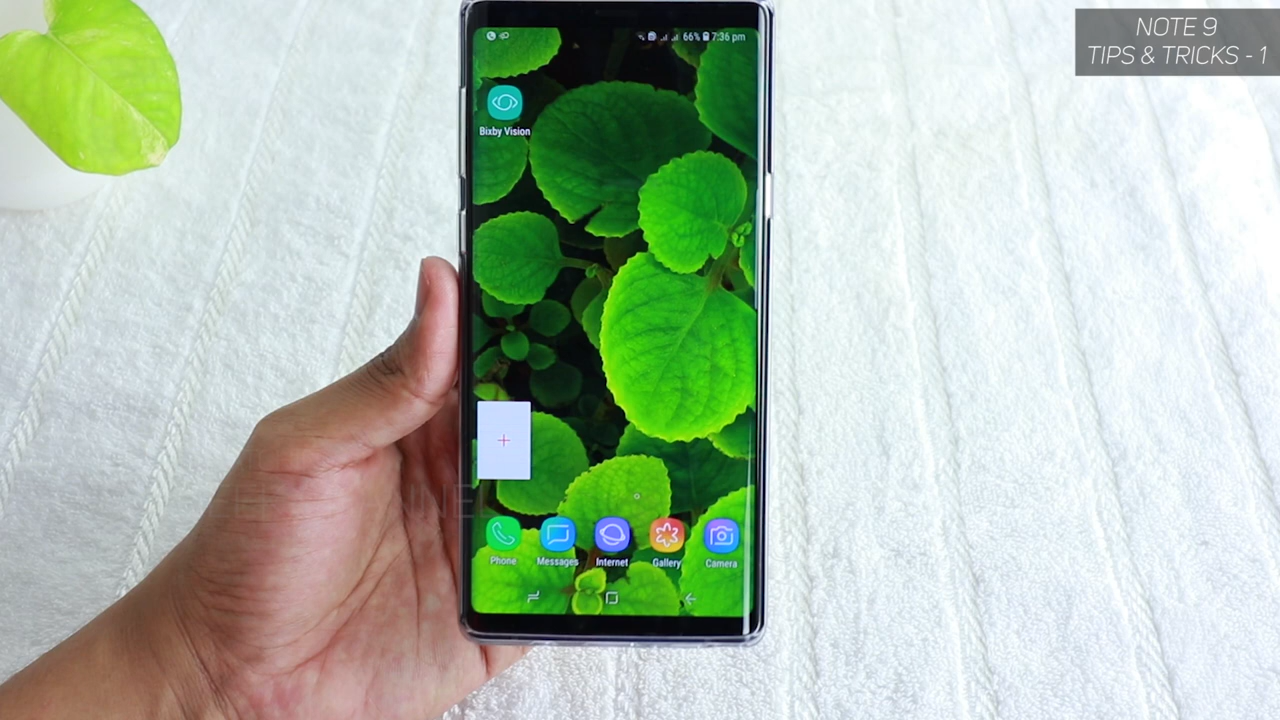 NOTE 9
TIPS & TRICKS - 1
66% 7:36 pm
Bixby Vision
Phone Messages Internet Gallery Camera